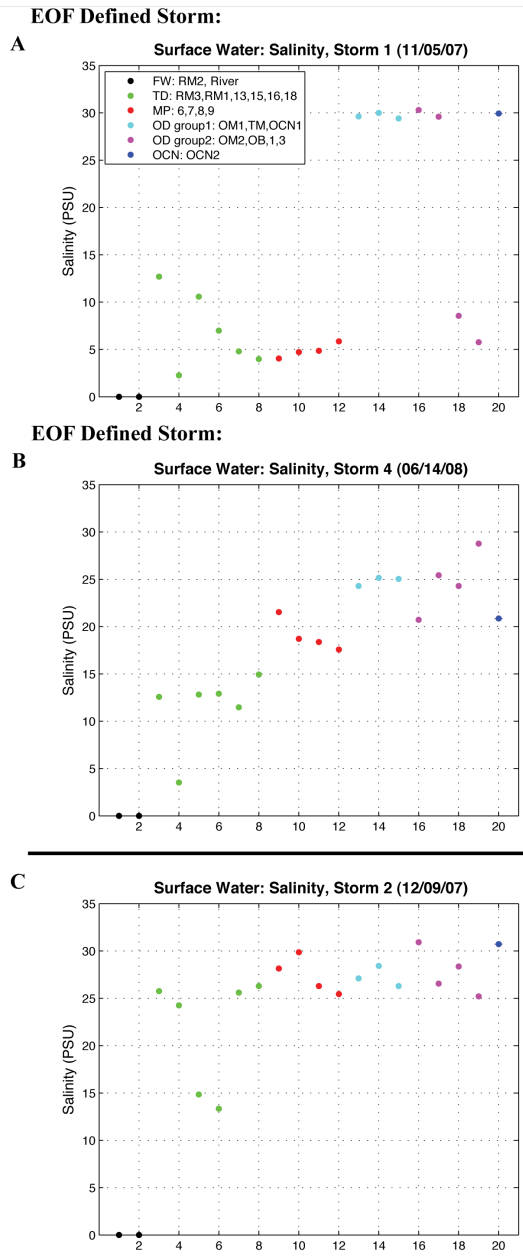 EOF Defined Storm:
A
Surface Water: Salinity, Storm 1 (11/05/07)
FW: RM2, River
TD: RM3,RM1,13,15,16,18
MP: 6,7,8,9
OD group1: OM1,TM,OCN1
OD group2: OM2,OB,1,3
OCN: OCN2
Salinity (PSU)
35
30
25
20
15
10
5
0
2 4 6 8 10 12 14 16 18 20
EOF Defined Storm:
B
Surface Water: Salinity, Storm 4 (06/14/08)
Salinity (PSU)
35
30
25
20
15
10
5
0
2 4 6 8 10 12 14 16 18 20
C
Surface Water: Salinity, Storm 2 (12/09/07)
Salinity (PSU)
35
30
25
20
15
10
5
0
2 4 6 8 10 12 14 16 18 20